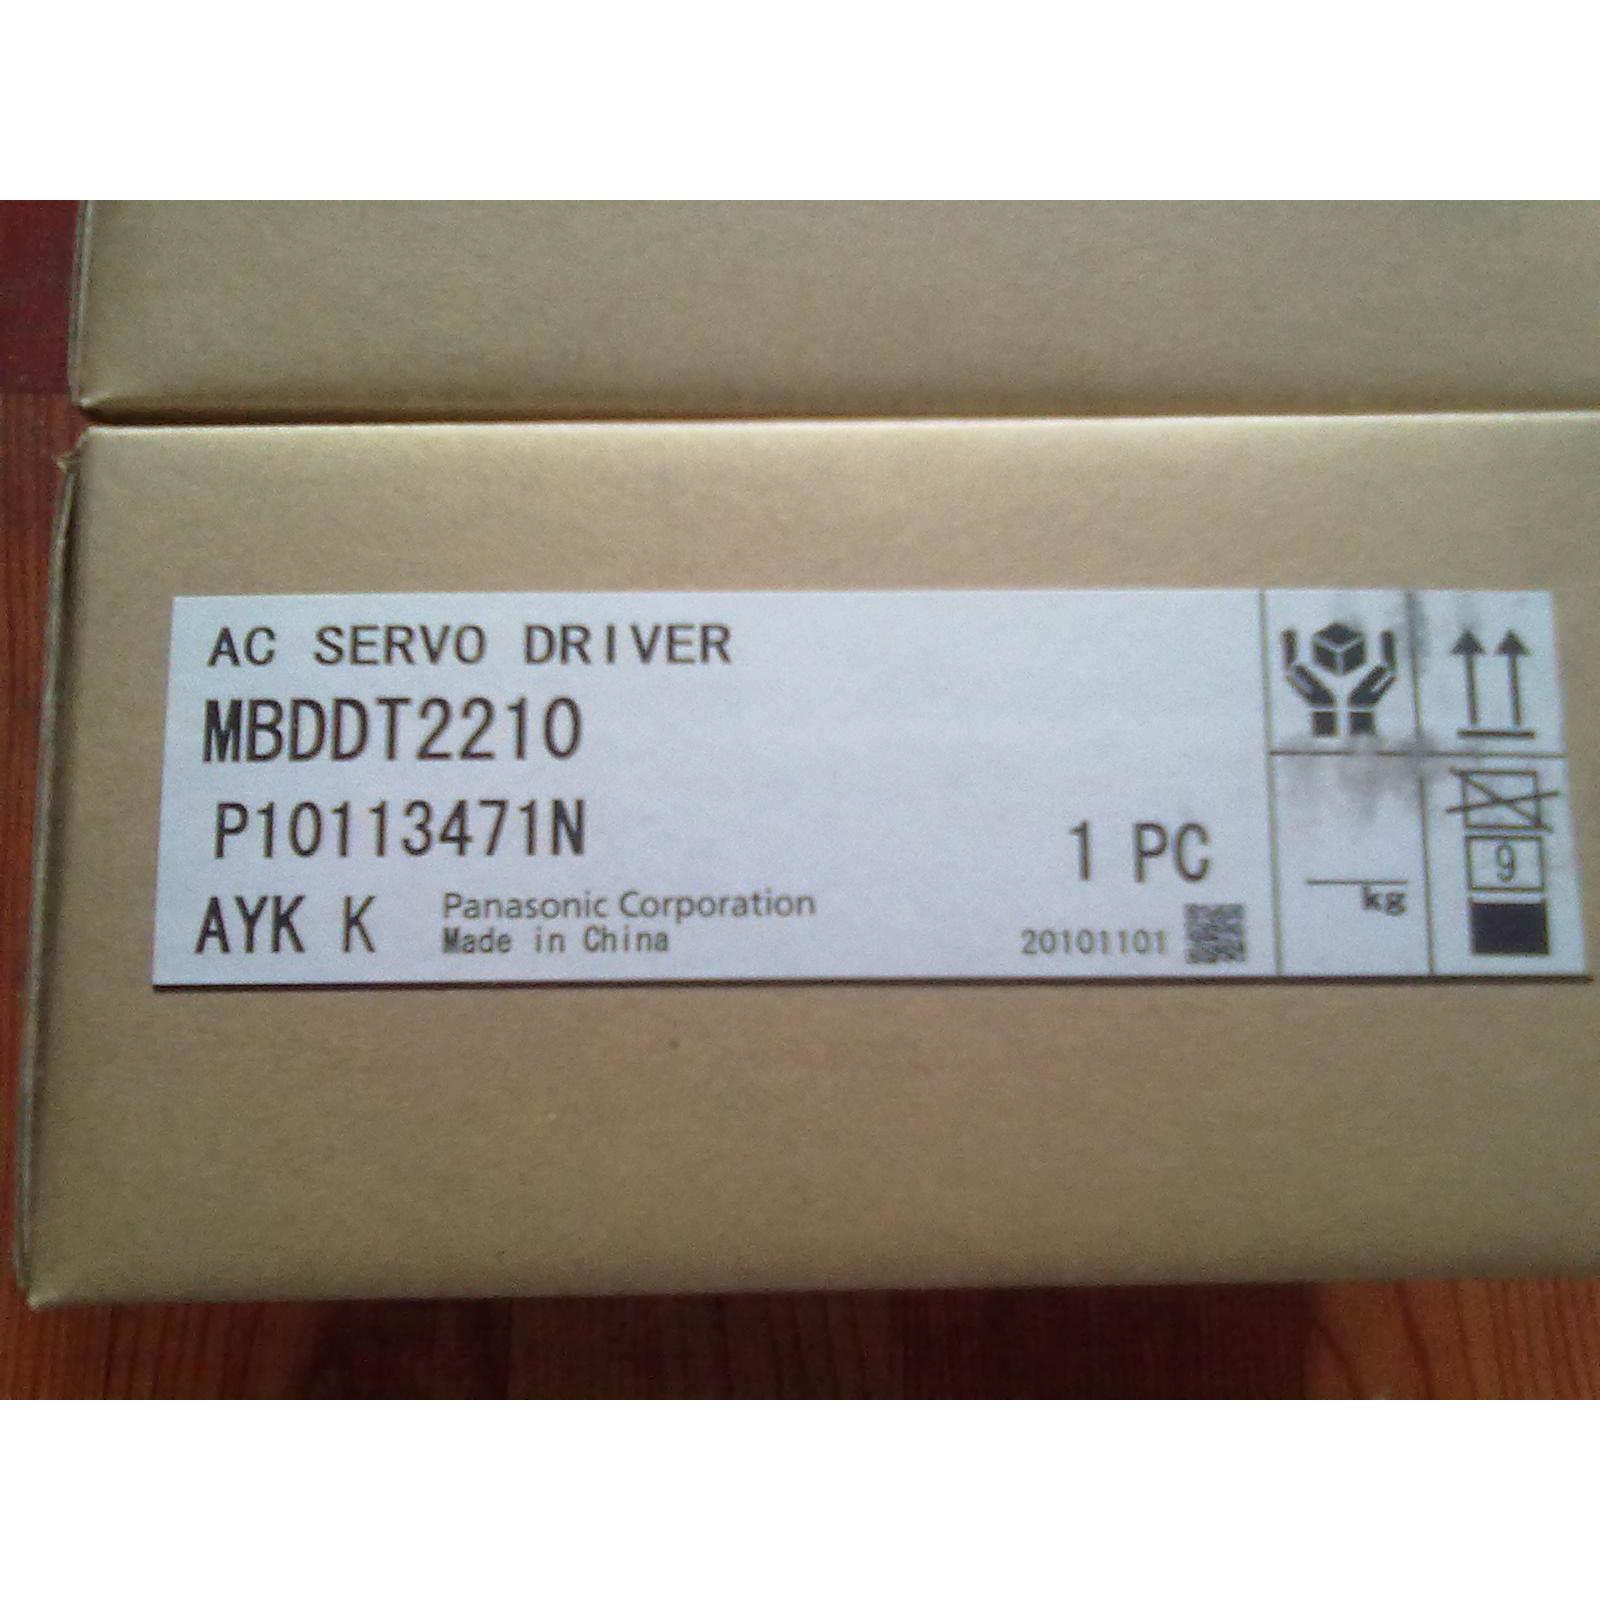 AC SERVO DRIVER
MBDDT2210
P10113471N
1 PC
AYK K
Panasonic Corporation
Made in China
20101101
kg
9